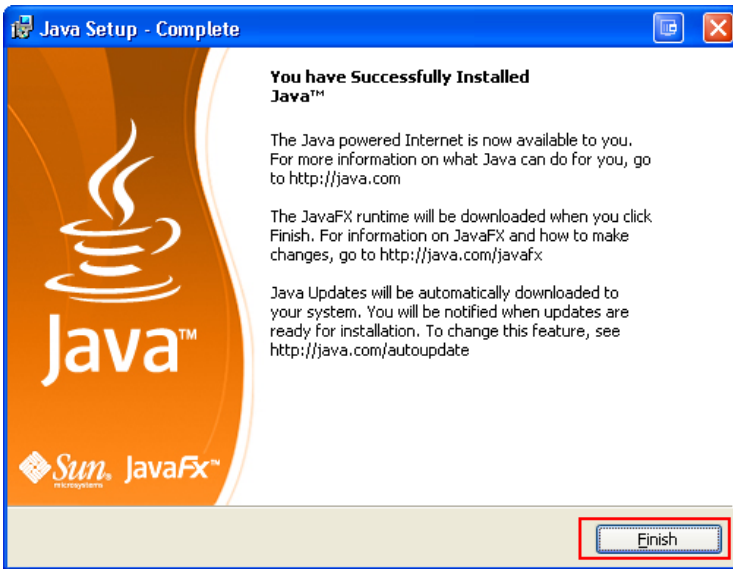 Java Setup - Complete
You have Successfully Installed
Java™
The Java powered Internet is now available to you.
For more information on what Java can do for you, go
to http://java.com
The JavaFX runtime will be downloaded when you click
Finish. For information on JavaFX and how to make
changes, go to http://java.com/javafx
Java Updates will be automatically downloaded to
your system. You will be notified when updates are
ready for installation. To change this feature, see
http://java.com/autoupdate
Java™
Sun. JavaFx™
microsystems
Finish